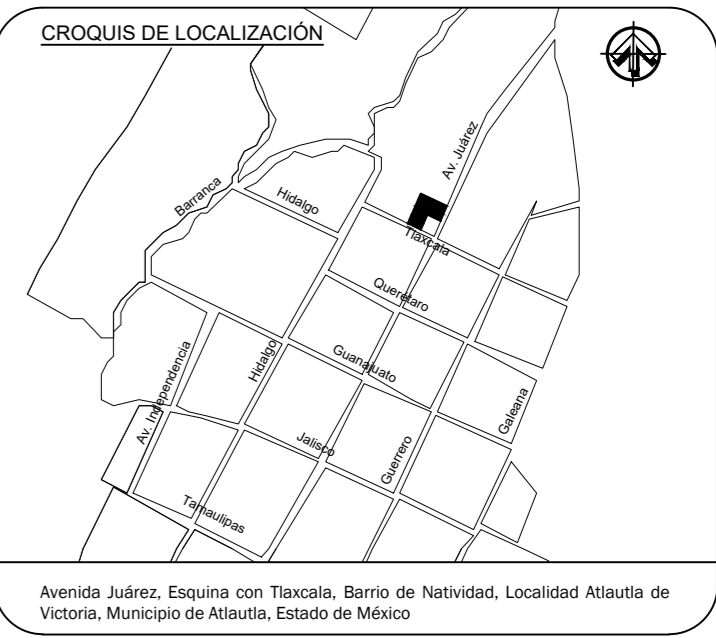 CROQUIS DE LOCALIZACIÓN
Av. Juárez
Barranca
Hidalgo
Tlaxcala
Querétaro
Av. Independencia
Hidalgo
Guanajuato
Galeana
Jalisco
Guerrero
Tamaulipas
Avenida Juárez, Esquina con Tlaxcala, Barrio de Natividad, Localidad Atlautla de
Victoria, Municipio de Atlautla, Estado de México